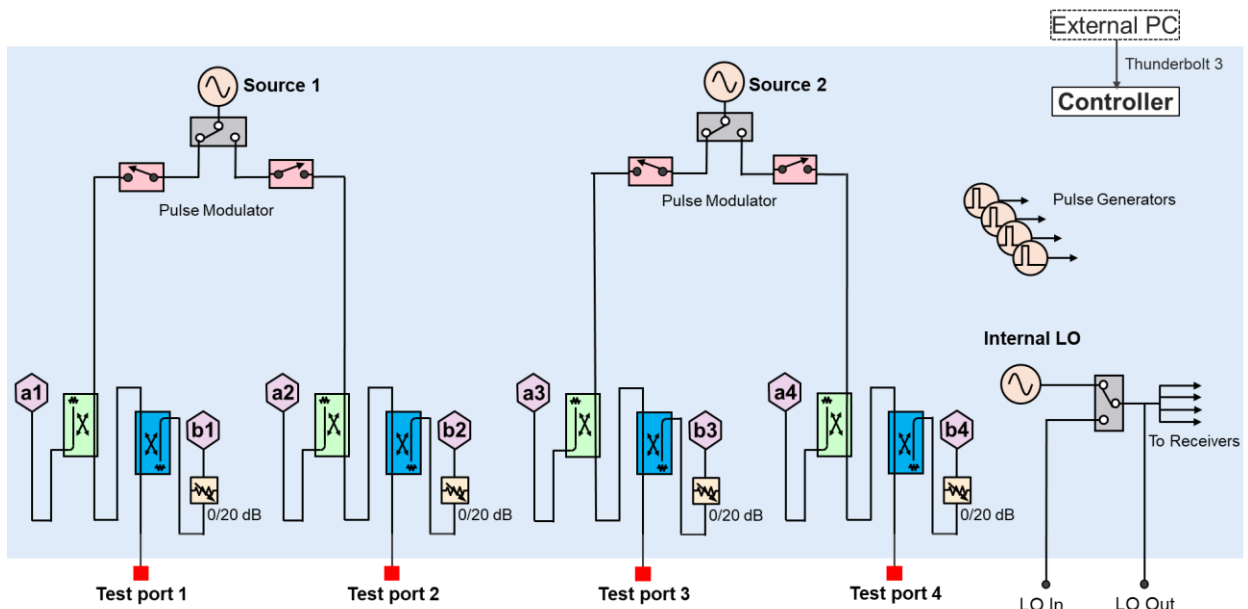 External PC
Thunderbolt 3
Controller
Source 1
Source 2
Pulse Modulator
Pulse Modulator
Pulse Generators
Internal LO
a1
a2
a3
a4
b1
b2
b3
b4
To Receivers
0/20 dB
0/20 dB
0/20 dB
0/20 dB
Test port 1
Test port 2
Test port 3
Test port 4
LO In
LO Out